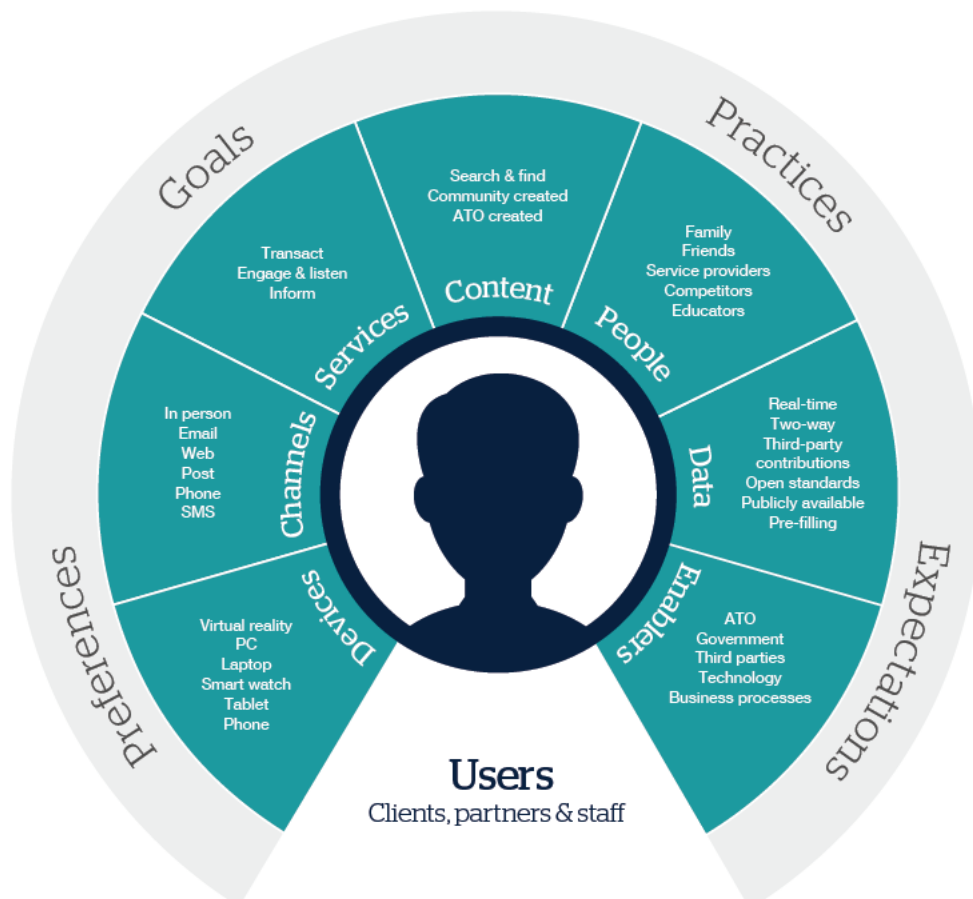 Preferences
Goals
Practices
Expectations
Devices
Virtual reality
PC
Laptop
Smart watch
Tablet
Phone
Channels
In person
Email
Web
Post
Phone
SMS
Services
Transact
Engage & listen
Inform
Content
Search & find
Community created
ATO created
People
Family
Friends
Service providers
Competitors
Educators
Data
Real-time
Two-way
Third-party
contributions
Open standards
Publicly available
Pre-filling
Enablers
ATO
Government
Third parties
Technology
Business processes
Users
Clients, partners & staff